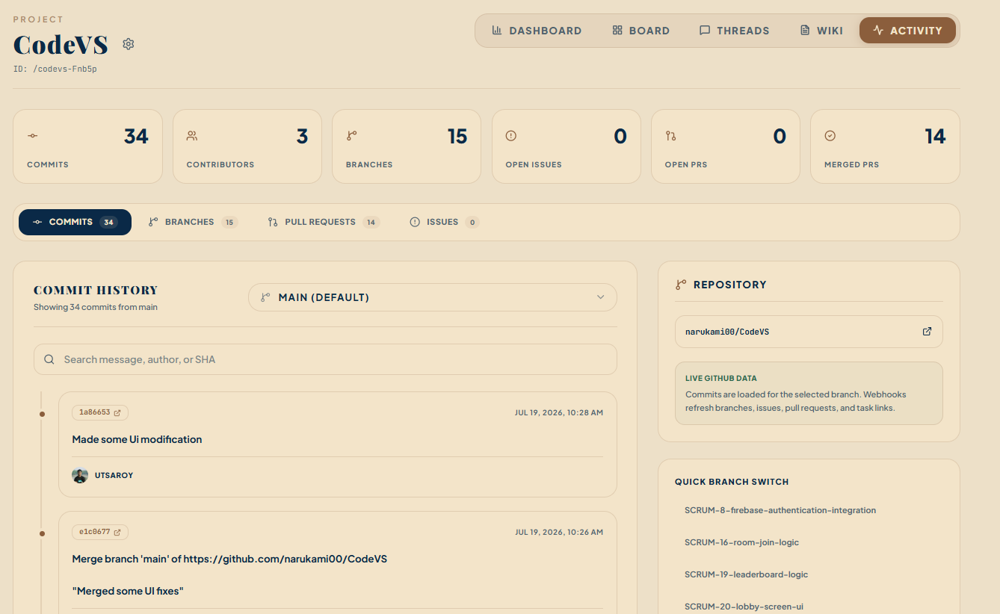 PROJECT
CodeVS
ID: /codevs-Fnb5p
DASHBOARD
BOARD
THREADS
WIKI
ACTIVITY
34
COMMITS
3
CONTRIBUTORS
15
BRANCHES
0
OPEN ISSUES
0
OPEN PRS
14
MERGED PRS
COMMITS 34
BRANCHES 15
PULL REQUESTS 14
ISSUES 0
COMMIT HISTORY
Showing 34 commits from main
MAIN (DEFAULT)
Search message, author, or SHA
1a86653
JUL 19, 2026, 10:28 AM
Made some Ui modification
UTSAROY
e1c0677
JUL 19, 2026, 10:26 AM
Merge branch 'main' of https://github.com/narukami00/CodeVS
"Merged some UI fixes"
REPOSITORY
narukami00/CodeVS
LIVE GITHUB DATA
Commits are loaded for the selected branch. Webhooks
refresh branches, issues, pull requests, and task links.
QUICK BRANCH SWITCH
SCRUM-8-firebase-authentication-integration
SCRUM-16-room-join-logic
SCRUM-19-leaderboard-logic
SCRUM-20-lobby-screen-ui